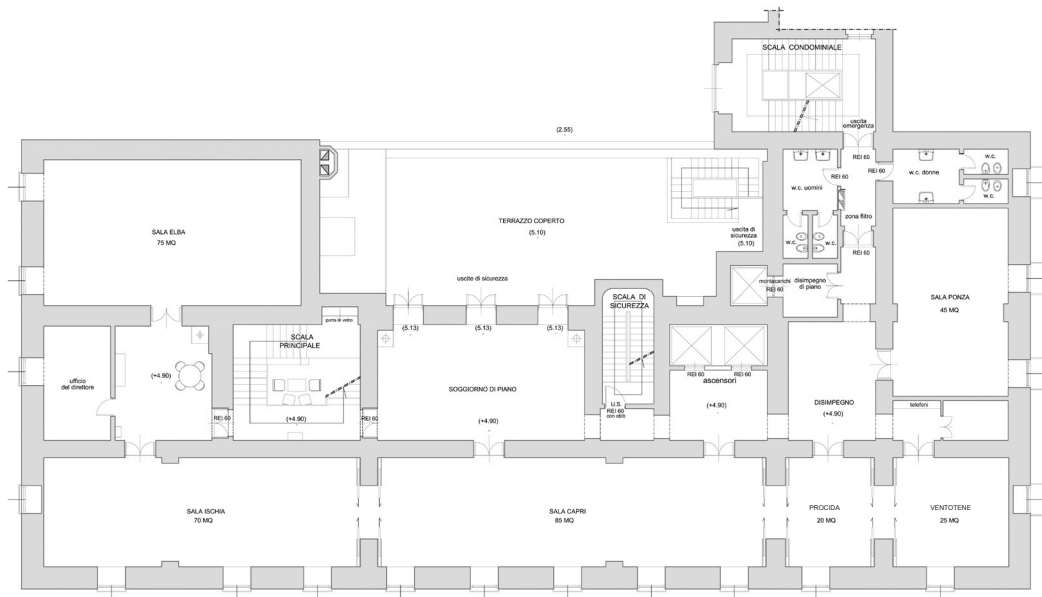 SCALA CONDOMINIALE
uscita
emergenza
(2.55)
REI 60
REI 60
REI 60
w.c. uomini
w.c. donne
w.c.
w.c.
w.c.
w.c.
zona filtro
REI 60
TERRAZZO COPERTO
(5.10)
uscita di
sicurezza
(5.10)
SALA ELBA
75 MQ
uscite di sicurezza
montacarichi
REI 60
disimpegno
di piano
SALA PONZA
45 MQ
SCALA DI
SICUREZZA
porta in vetro
SCALA
PRINCIPALE
(5.13)
(5.13)
(5.13)
ufficio
del direttore
(+4.90)
SOGGIORNO DI PIANO
REI 60
REI 60
ascensori
DISIMPEGNO
(+4.90)
U.S.
REI 60
con oblò
(+4.90)
telefoni
REI 60
(+4.90)
REI 60
(+4.90)
SALA ISCHIA
70 MQ
SALA CAPRI
85 MQ
PROCIDA
20 MQ
VENTOTENE
25 MQ